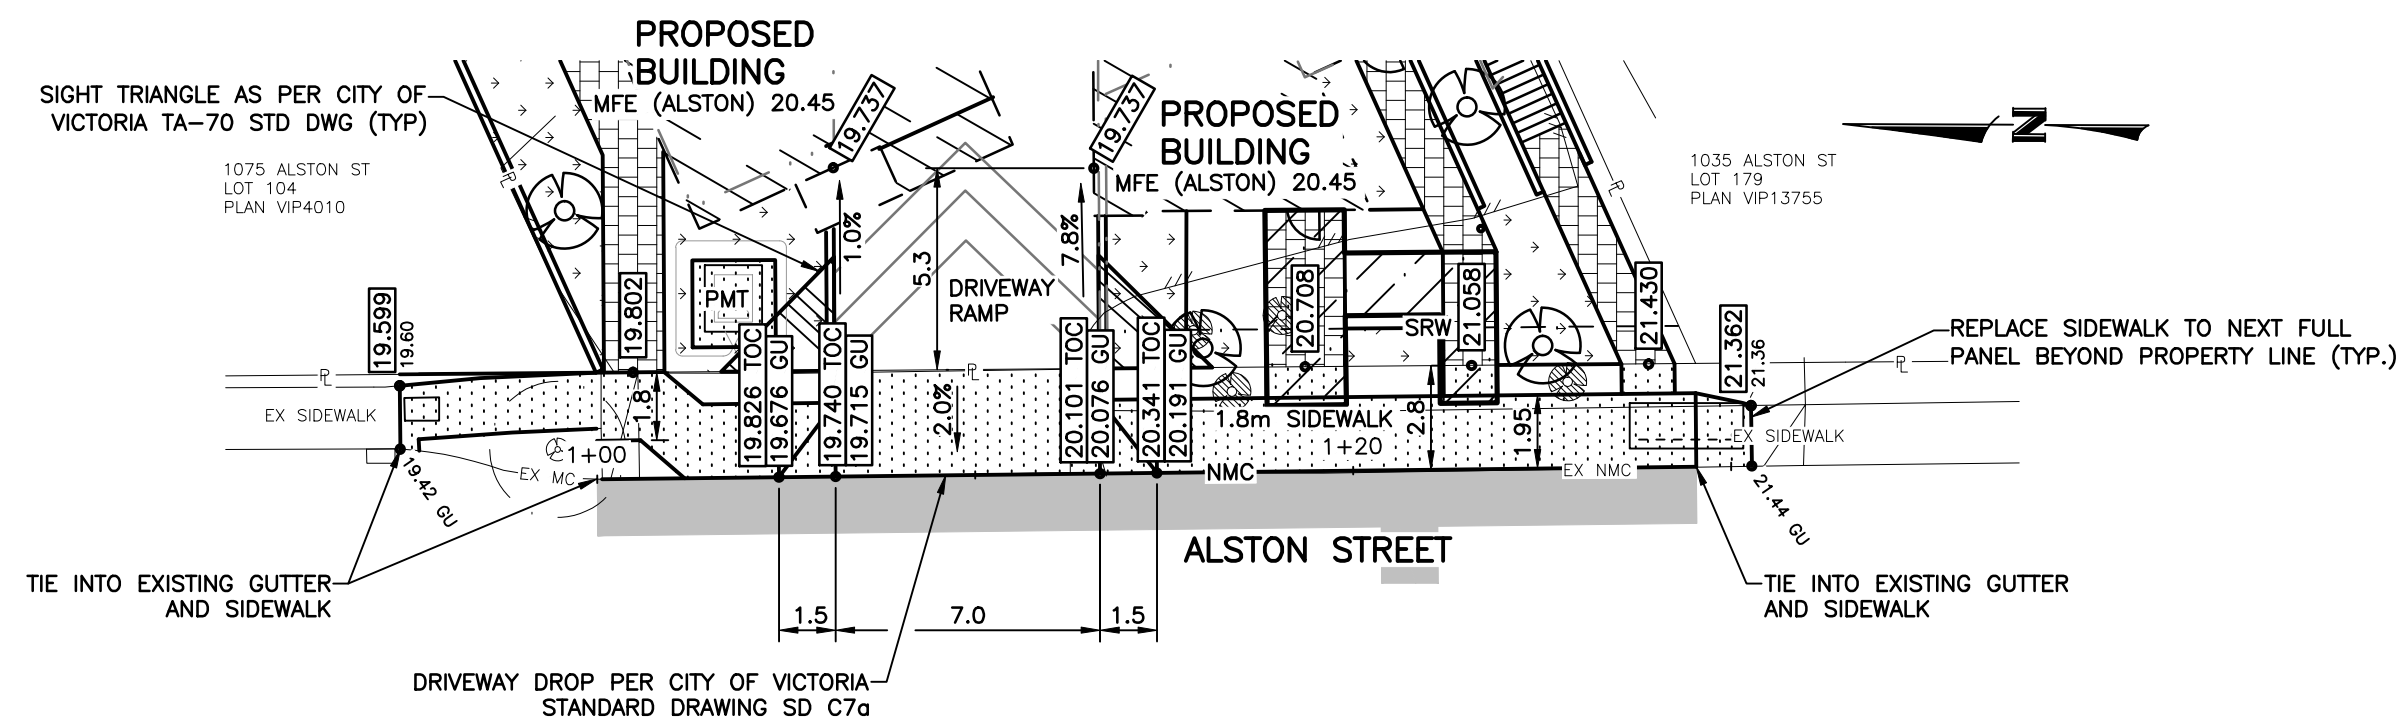 PROPOSED
BUILDING
MFE (ALSTON) 20.45
SIGHT TRIANGLE AS PER CITY OF
VICTORIA TA-70 STD DWG (TYP)
1075 ALSTON ST
LOT 104
PLAN VIP4010
19.737
19.737
PROPOSED
BUILDING
MFE (ALSTON) 20.45
N
1035 ALSTON ST
LOT 179
PLAN VIP13755
PL
PL
1.0%
7.8%
5.3
DRIVEWAY
RAMP
PMT
19.599
19.60
19.802
20.708
SRW
21.058
21.430
21.362
21.36
REPLACE SIDEWALK TO NEXT FULL
PANEL BEYOND PROPERTY LINE (TYP.)
PL
PL
PL
EX SIDEWALK
1.8
19.826 TOC
19.676 GU
19.740 TOC
19.715 GU
2.0%
20.101 TOC
20.076 GU
20.341 TOC
20.191 GU
1.8m SIDEWALK
1+20
2.8
1.95
EX SIDEWALK
1+00
EX MC
19.42 GU
NMC
EX NMC
21.44 GU
ALSTON STREET
TIE INTO EXISTING GUTTER
AND SIDEWALK
1.5
7.0
1.5
TIE INTO EXISTING GUTTER
AND SIDEWALK
DRIVEWAY DROP PER CITY OF VICTORIA
STANDARD DRAWING SD C7a